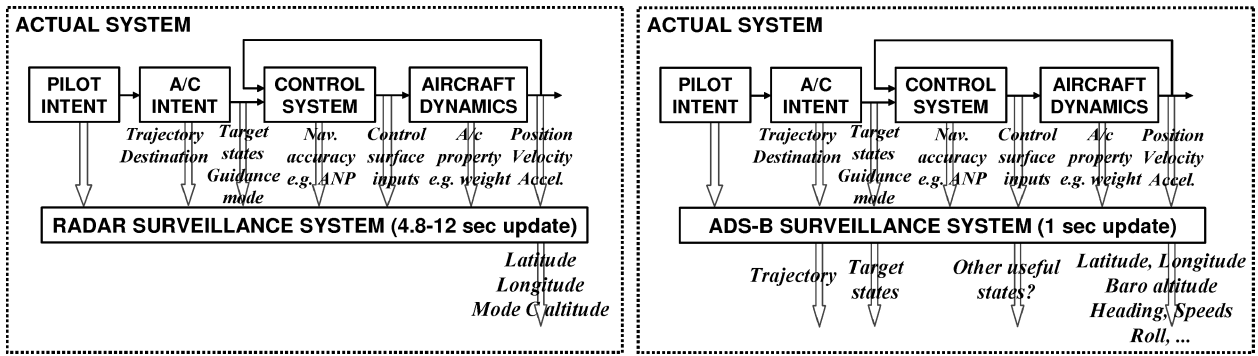 ACTUAL SYSTEM
PILOT INTENT
A/C INTENT
CONTROL SYSTEM
AIRCRAFT DYNAMICS
Trajectory Destination
Target states Guidance mode
Nav. accuracy e.g. ANP
Control surface inputs
A/c property e.g. weight
Position Velocity Accel.
RADAR SURVEILLANCE SYSTEM (4.8-12 sec update)
Latitude
Longitude
Mode C altitude
ACTUAL SYSTEM
PILOT INTENT
A/C INTENT
CONTROL SYSTEM
AIRCRAFT DYNAMICS
Trajectory Destination
Target states Guidance mode
Nav. accuracy e.g. ANP
Control surface inputs
A/c property e.g. weight
Position Velocity Accel.
ADS-B SURVEILLANCE SYSTEM (1 sec update)
Trajectory
Target states
Other useful states?
Latitude, Longitude
Baro altitude
Heading, Speeds
Roll, ...